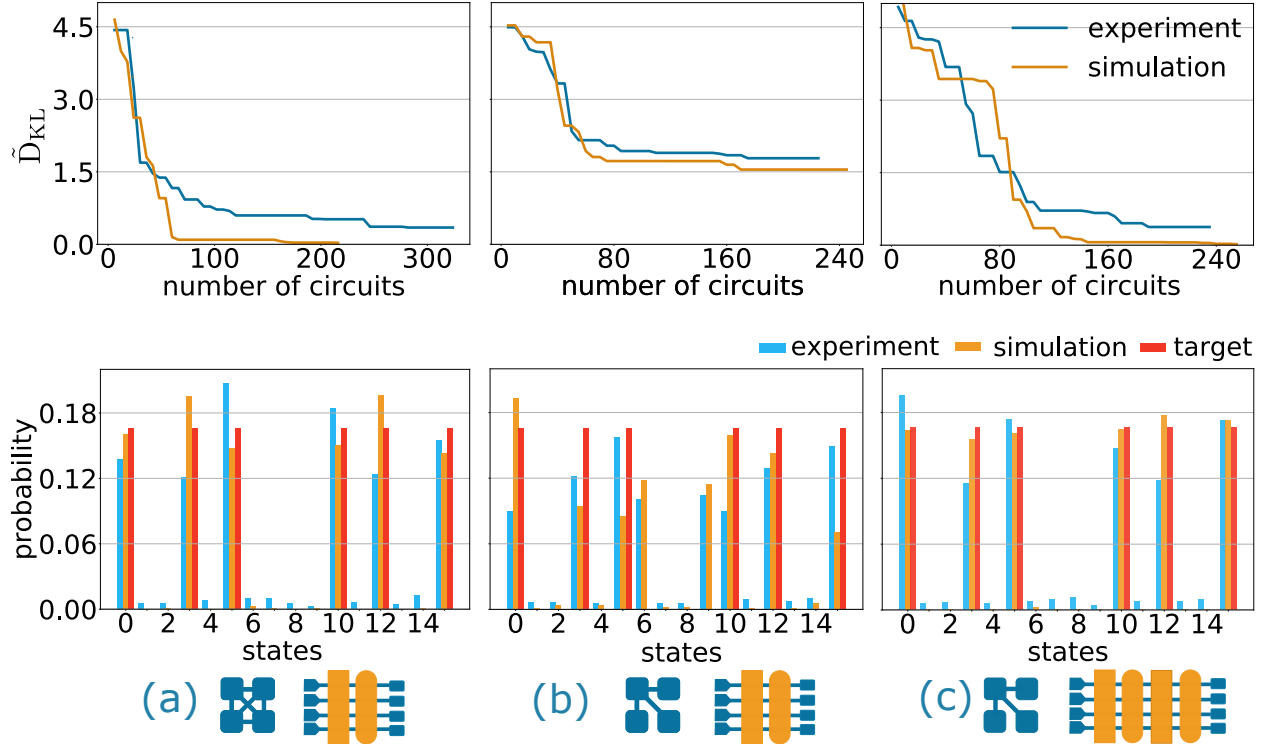 4.5
3.0
1.5
0.0
D̃KL
0 100 200 300
number of circuits
0 80 160 240
number of circuits
experiment
simulation
0 80 160 240
number of circuits
experiment simulation target
0.18
0.12
0.06
0.00
probability
0 2 4 6 8 10 12 14
states
0 2 4 6 8 10 12 14
states
0 2 4 6 8 10 12 14
states
(a) (b) (c)